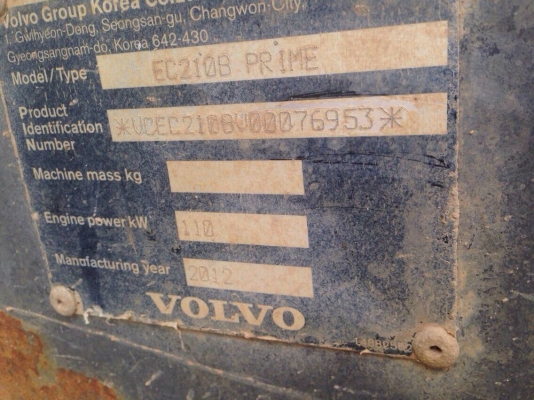 Volvo Group Korea Co.
Gwihyeon-Dong, Seongsan-gu, Changwon-City,
Gyeongsangnam-do, Korea 642-430
Model/Type EC210B PRIME
Product
Identification *VCEC210BV00076953*
Number
Machine mass kg
Engine power kW 110
Manufacturing year 2012
VOLVO